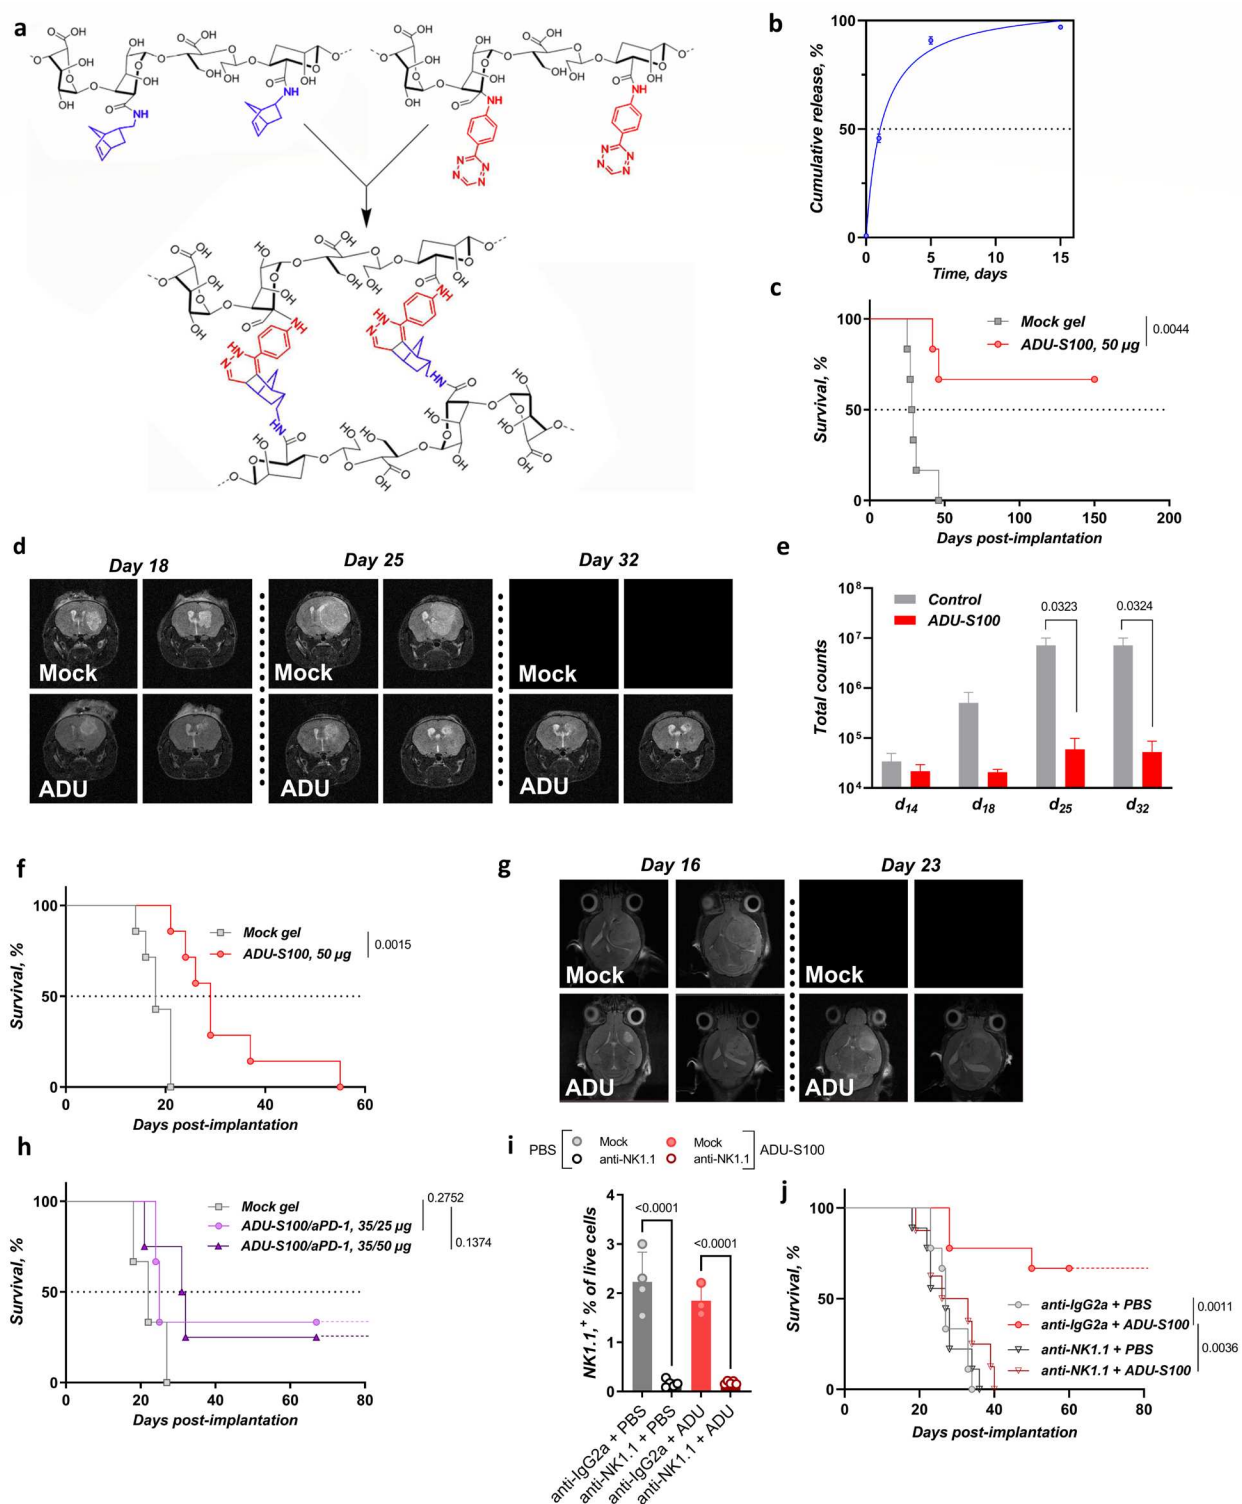 a
OH
O
OH
O
NH
OH
O
NH
N
N
N
N
b
Cumulative release, %
100
50
0
0
5
10
15
Time, days
c
Survival, %
100
50
0
0
50
100
150
200
Days post-implantation
Mock gel
ADU-S100, 50 µg
0.0044
d
Day 18
Day 25
Day 32
Mock
Mock
Mock
ADU
ADU
ADU
e
Total counts
10⁸
10⁷
10⁶
10⁵
10⁴
Control
ADU-S100
0.0323
0.0324
d14
d18
d25
d32
f
Survival, %
100
50
0
0
20
40
60
Days post-implantation
Mock gel
ADU-S100, 50 µg
0.0015
g
Day 16
Day 23
Mock
Mock
ADU
ADU
h
Survival, %
100
50
0
0
20
40
60
80
Days post-implantation
Mock gel
ADU-S100/aPD-1, 35/25 µg
ADU-S100/aPD-1, 35/50 µg
0.2752
0.1374
i
PBS
Mock
anti-NK1.1
Mock
anti-NK1.1
ADU-S100
NK1.1,⁺ % of live cells
4
3
2
1
0
<0.0001
<0.0001
anti-IgG2a + PBS
anti-NK1.1 + PBS
anti-IgG2a + ADU
anti-NK1.1 + ADU
j
Survival, %
100
50
0
0
20
40
60
80
Days post-implantation
anti-IgG2a + PBS
anti-IgG2a + ADU-S100
anti-NK1.1 + PBS
anti-NK1.1 + ADU-S100
0.0011
0.0036